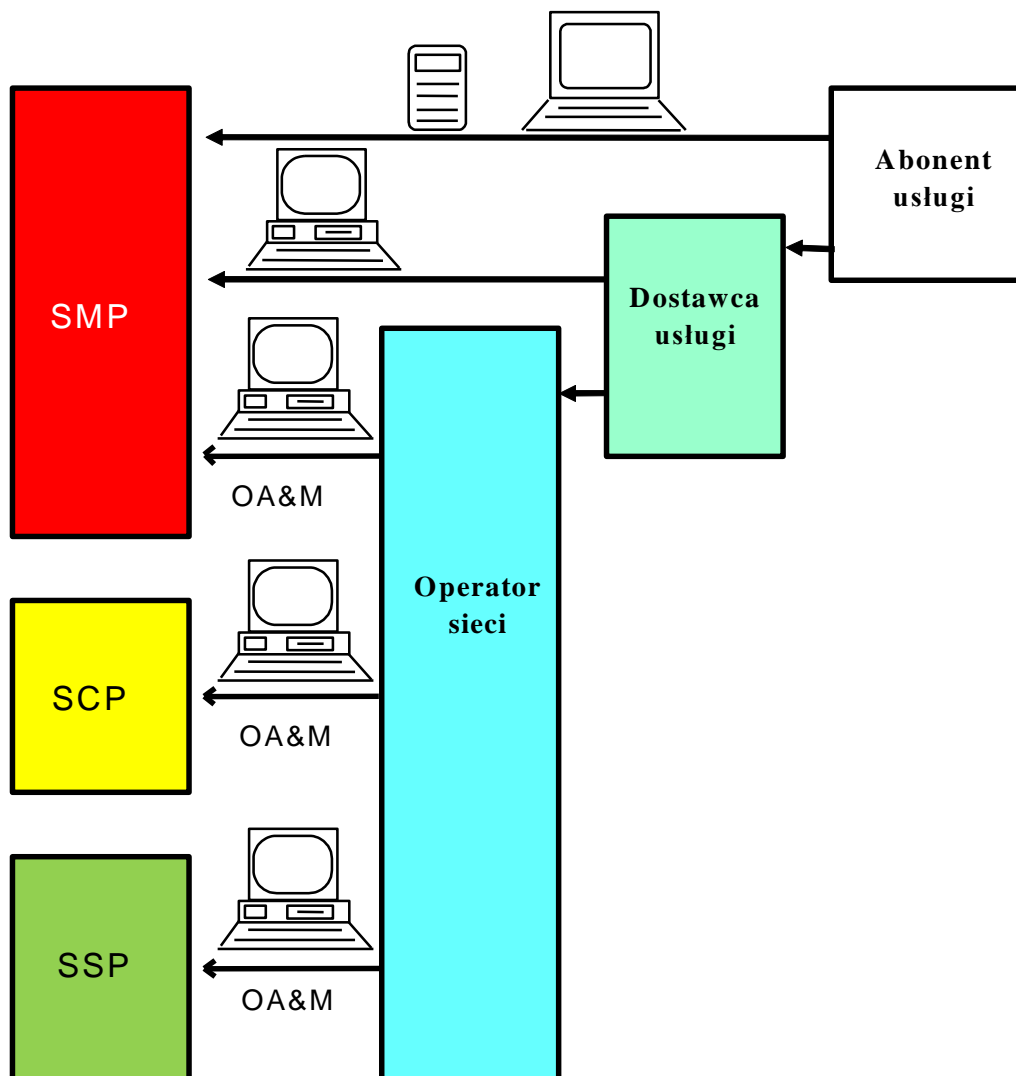 Abonent
usługi
Dostawca
usługi
SMP
OA&M
Operator
sieci
SCP
OA&M
SSP
OA&M